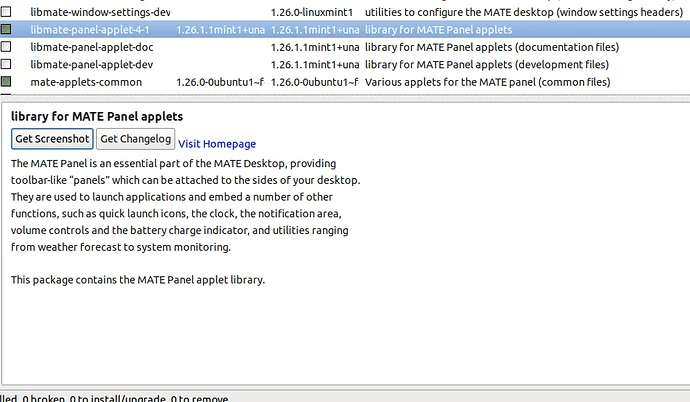 libmate-window-settings-dev 1.26.0-linuxmint1 utilities to configure the MATE desktop (window settings headers)
libmate-panel-applet-4-1 1.26.1.1mint1+una 1.26.1.1mint1+una library for MATE Panel applets
libmate-panel-applet-doc 1.26.1.1mint1+una library for MATE Panel applets (documentation files)
libmate-panel-applet-dev 1.26.1.1mint1+una library for MATE Panel applets (development files)
mate-applets-common 1.26.0-0ubuntu1~f 1.26.0-0ubuntu1~f Various applets for the MATE panel (common files)
library for MATE Panel applets
Get Screenshot Get Changelog Visit Homepage
The MATE Panel is an essential part of the MATE Desktop, providing
toolbar-like “panels” which can be attached to the sides of your desktop.
They are used to launch applications and embed a number of other
functions, such as quick launch icons, the clock, the notification area,
volume controls and the battery charge indicator, and utilities ranging
from weather forecast to system monitoring.
This package contains the MATE Panel applet library.
lled, 0 broken, 0 to install/upgrade, 0 to remove